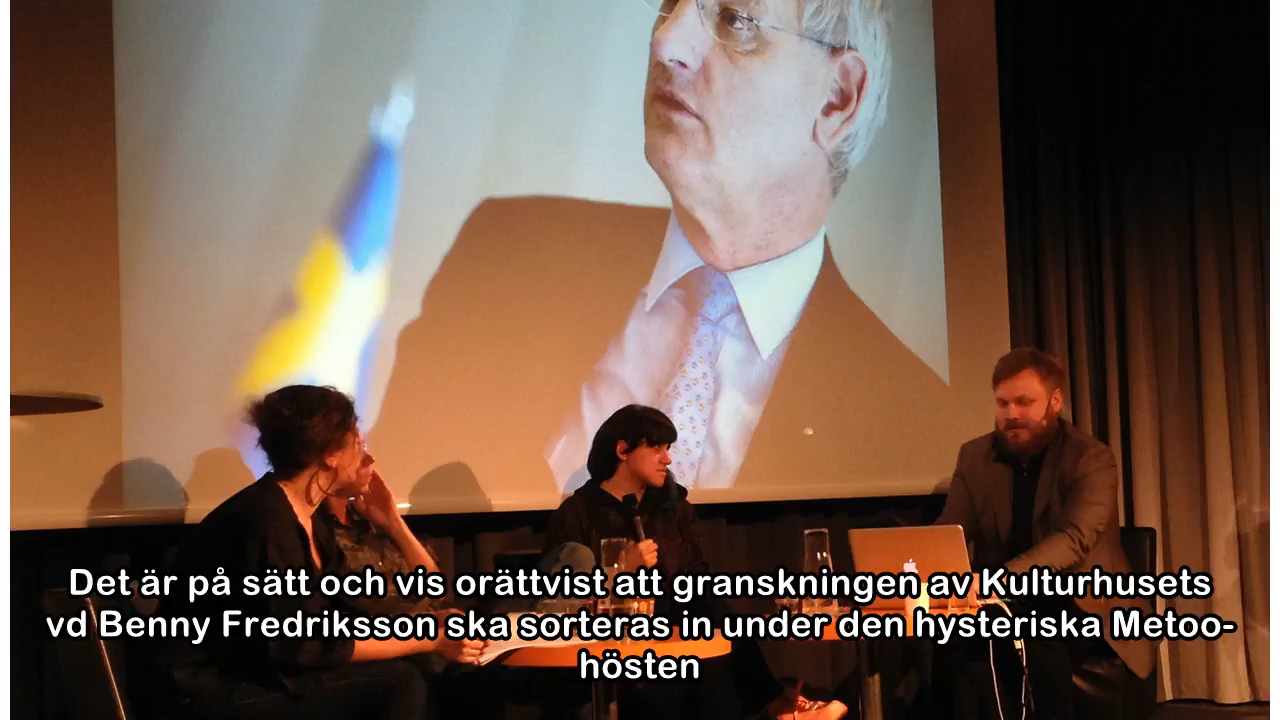 Det är på sätt och vis orättvist att granskningen av Kulturhusets
vd Benny Fredriksson ska sorteras in under den hysteriska Metoo-
hösten